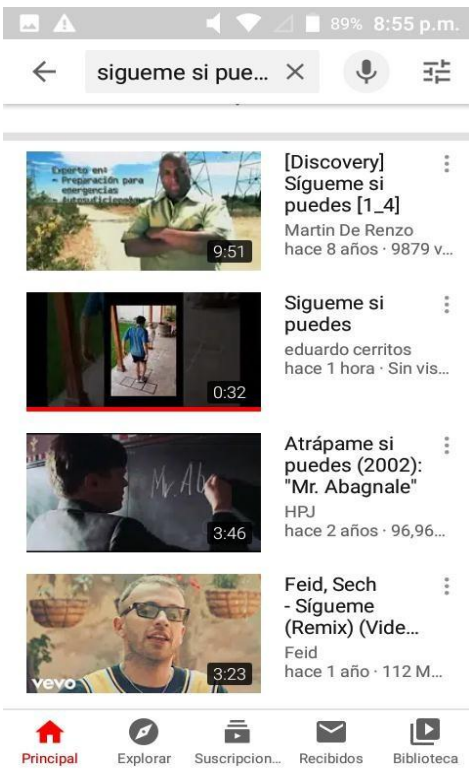 89% 8:55 p.m.
sigueme si pue...
Experto en:
- Preparación para
emergencias
- Autosuficiencia
9:51
[Discovery]
Sígueme si
puedes [1_4]
Martin De Renzo
hace 8 años · 9879 v...
0:32
Sigueme si
puedes
eduardo cerritos
hace 1 hora · Sin vis...
Mr. Ab
3:46
Atrápame si
puedes (2002):
"Mr. Abagnale"
HPJ
hace 2 años · 96,96...
vevo
3:23
Feid, Sech
- Sígueme
(Remix) (Vide...
Feid
hace 1 año · 112 M...
Principal
Explorar
Suscripcion...
Recibidos
Biblioteca